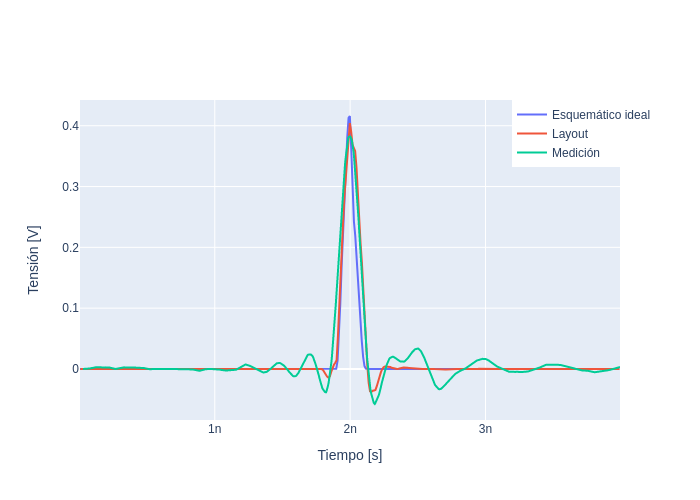 Esquemático ideal
Layout
Medición
0.4
0.3
0.2
0.1
0
Tensión [V]
1n
2n
3n
Tiempo [s]